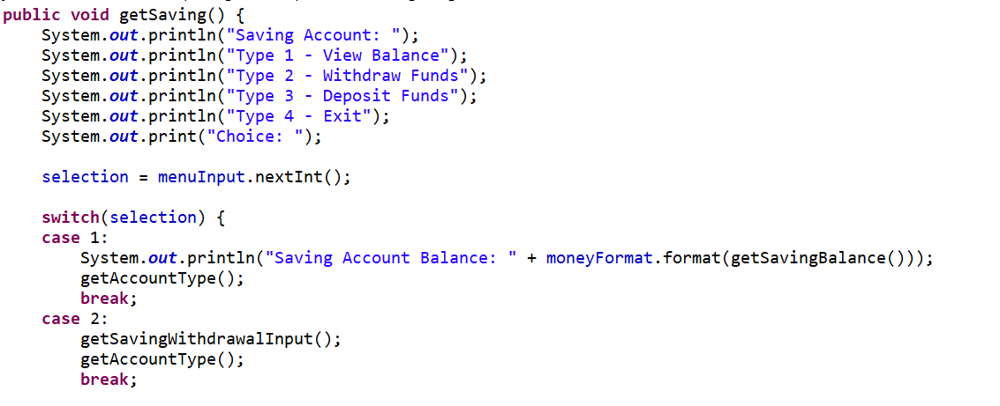 public void getSaving() {
    System.out.println("Saving Account: ");
    System.out.println("Type 1 - View Balance");
    System.out.println("Type 2 - Withdraw Funds");
    System.out.println("Type 3 - Deposit Funds");
    System.out.println("Type 4 - Exit");
    System.out.print("Choice: ");
    selection = menuInput.nextInt();
    switch(selection) {
    case 1:
        System.out.println("Saving Account Balance: " + moneyFormat.format(getSavingBalance()));
        getAccountType();
        break;
    case 2:
        getSavingWithdrawalInput();
        getAccountType();
        break;